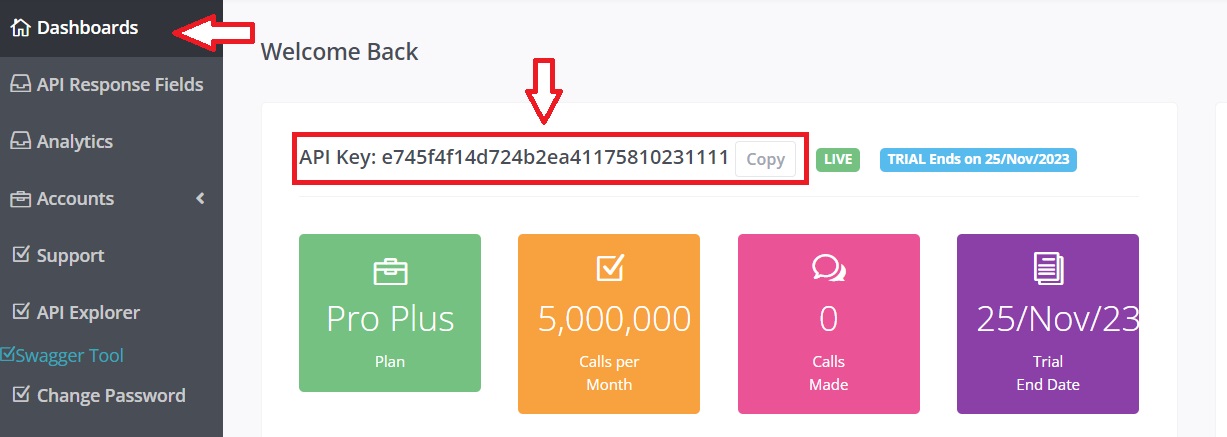 Dashboards
API Response Fields
Analytics
Accounts
Support
API Explorer
Swagger Tool
Change Password
Welcome Back
API Key: e745f4f14d724b2ea41175810231111 Copy LIVE TRIAL Ends on 25/Nov/2023
Pro Plus
Plan
5,000,000
Calls per
Month
0
Calls
Made
25/Nov/23
Trial
End Date